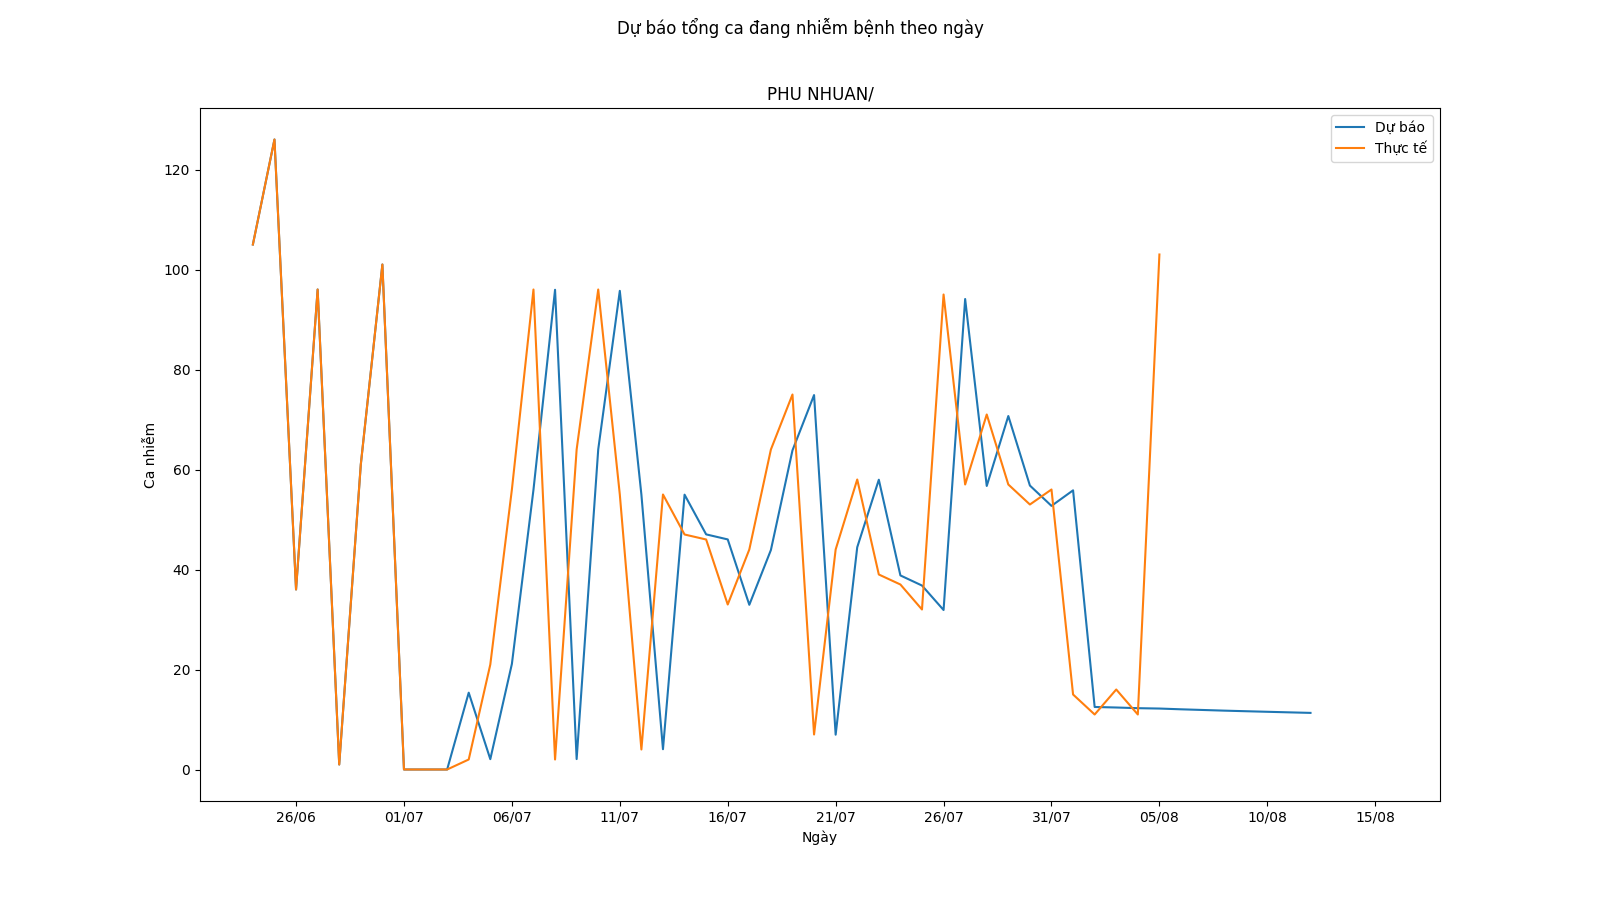 Dự báo tổng ca đang nhiễm bệnh theo ngày
PHU NHUAN/
Dự báo
Thực tế
120
100
80
60
40
20
0
Ca nhiễm
26/06 01/07 06/07 11/07 16/07 21/07 26/07 31/07 05/08 10/08 15/08
Ngày